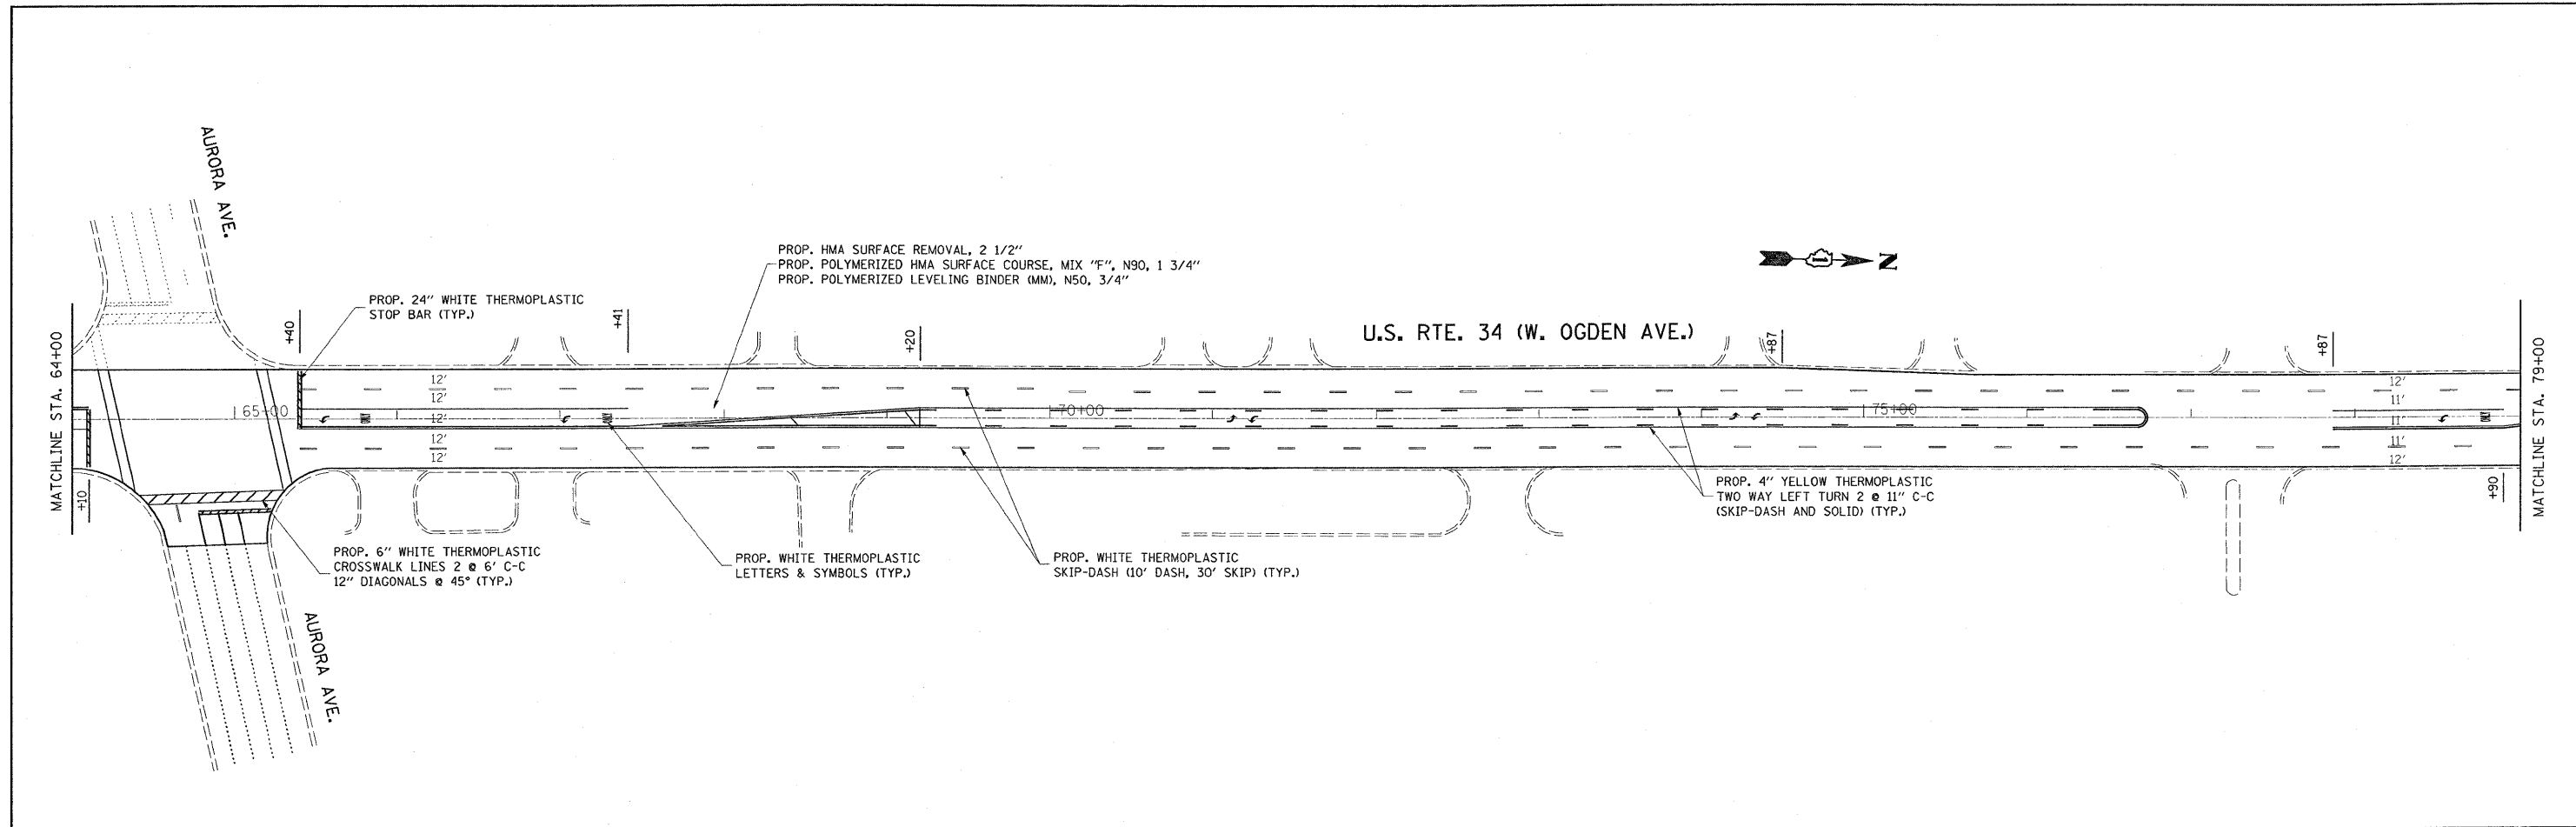 AURORA AVE.
PROP. HMA SURFACE REMOVAL, 2 1/2"
PROP. POLYMERIZED HMA SURFACE COURSE, MIX "F", N90, 1 3/4"
PROP. POLYMERIZED LEVELING BINDER (MM), N50, 3/4"
N
PROP. 24" WHITE THERMOPLASTIC
STOP BAR (TYP.)
MATCHLINE STA. 64+00
+40
+41
+20
U.S. RTE. 34 (W. OGDEN AVE.)
+87
+87
MATCHLINE STA. 79+00
12'
12'
12'
12'
12'
65+00
ONLY
ONLY
70+00
75+00
12'
11'
11'
11'
12'
ONLY
+10
+90
PROP. 4" YELLOW THERMOPLASTIC
TWO WAY LEFT TURN 2 @ 11" C-C
(SKIP-DASH AND SOLID) (TYP.)
PROP. 6" WHITE THERMOPLASTIC
CROSSWALK LINES 2 @ 6' C-C
12" DIAGONALS @ 45° (TYP.)
PROP. WHITE THERMOPLASTIC
LETTERS & SYMBOLS (TYP.)
PROP. WHITE THERMOPLASTIC
SKIP-DASH (10' DASH, 30' SKIP) (TYP.)
AURORA AVE.